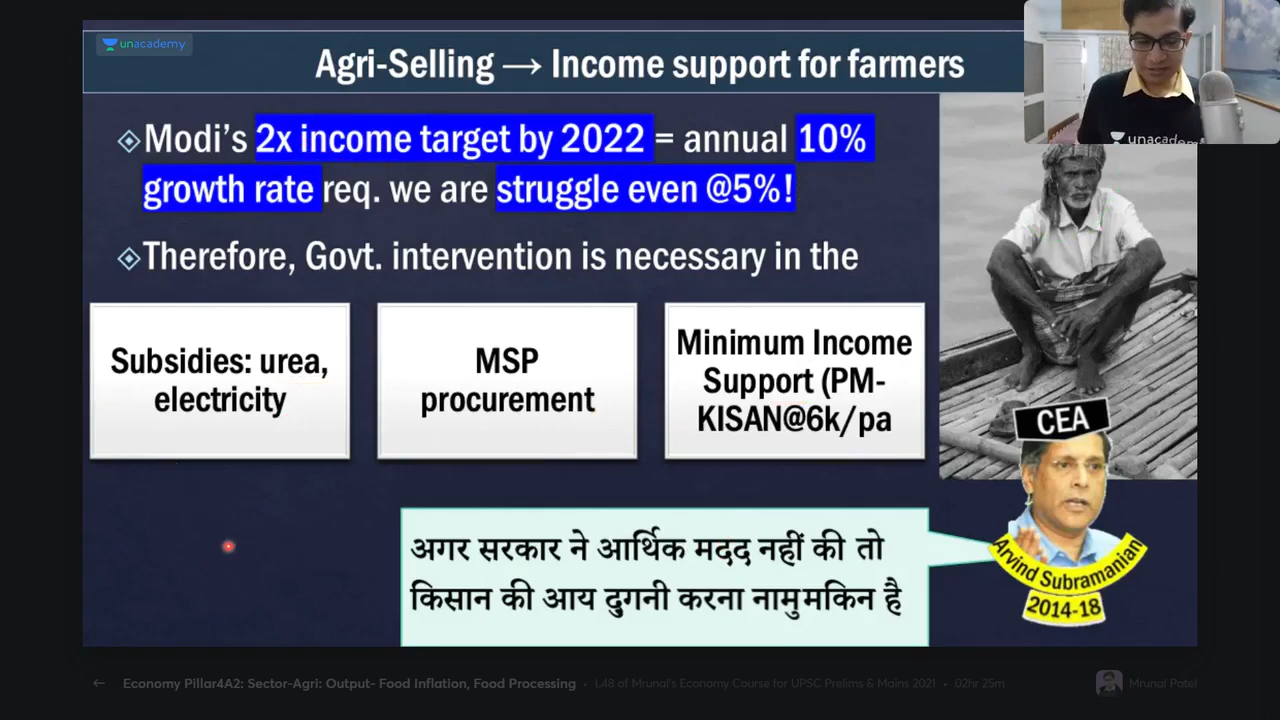 unacademy
Agri-Selling → Income support for farmers
Modi's 2x income target by 2022 = annual 10%
growth rate req. we are struggle even @5%!
Therefore, Govt. intervention is necessary in the
Subsidies: urea,
electricity
MSP
procurement
Minimum Income
Support (PM-
KISAN@6k/pa
unacademy
CEA
Arvind Subramanian
2014-18
अगर सरकार ने आर्थिक मदद नहीं की तो
किसान की आय दुगनी करना नामुमकिन है
Economy Pillar4A2: Sector-Agri: Output- Food Inflation, Food Processing • L48 of Mrunal's Economy Course for UPSC Prelims & Mains 2021 • 02hr 25m
Mrunal Patel